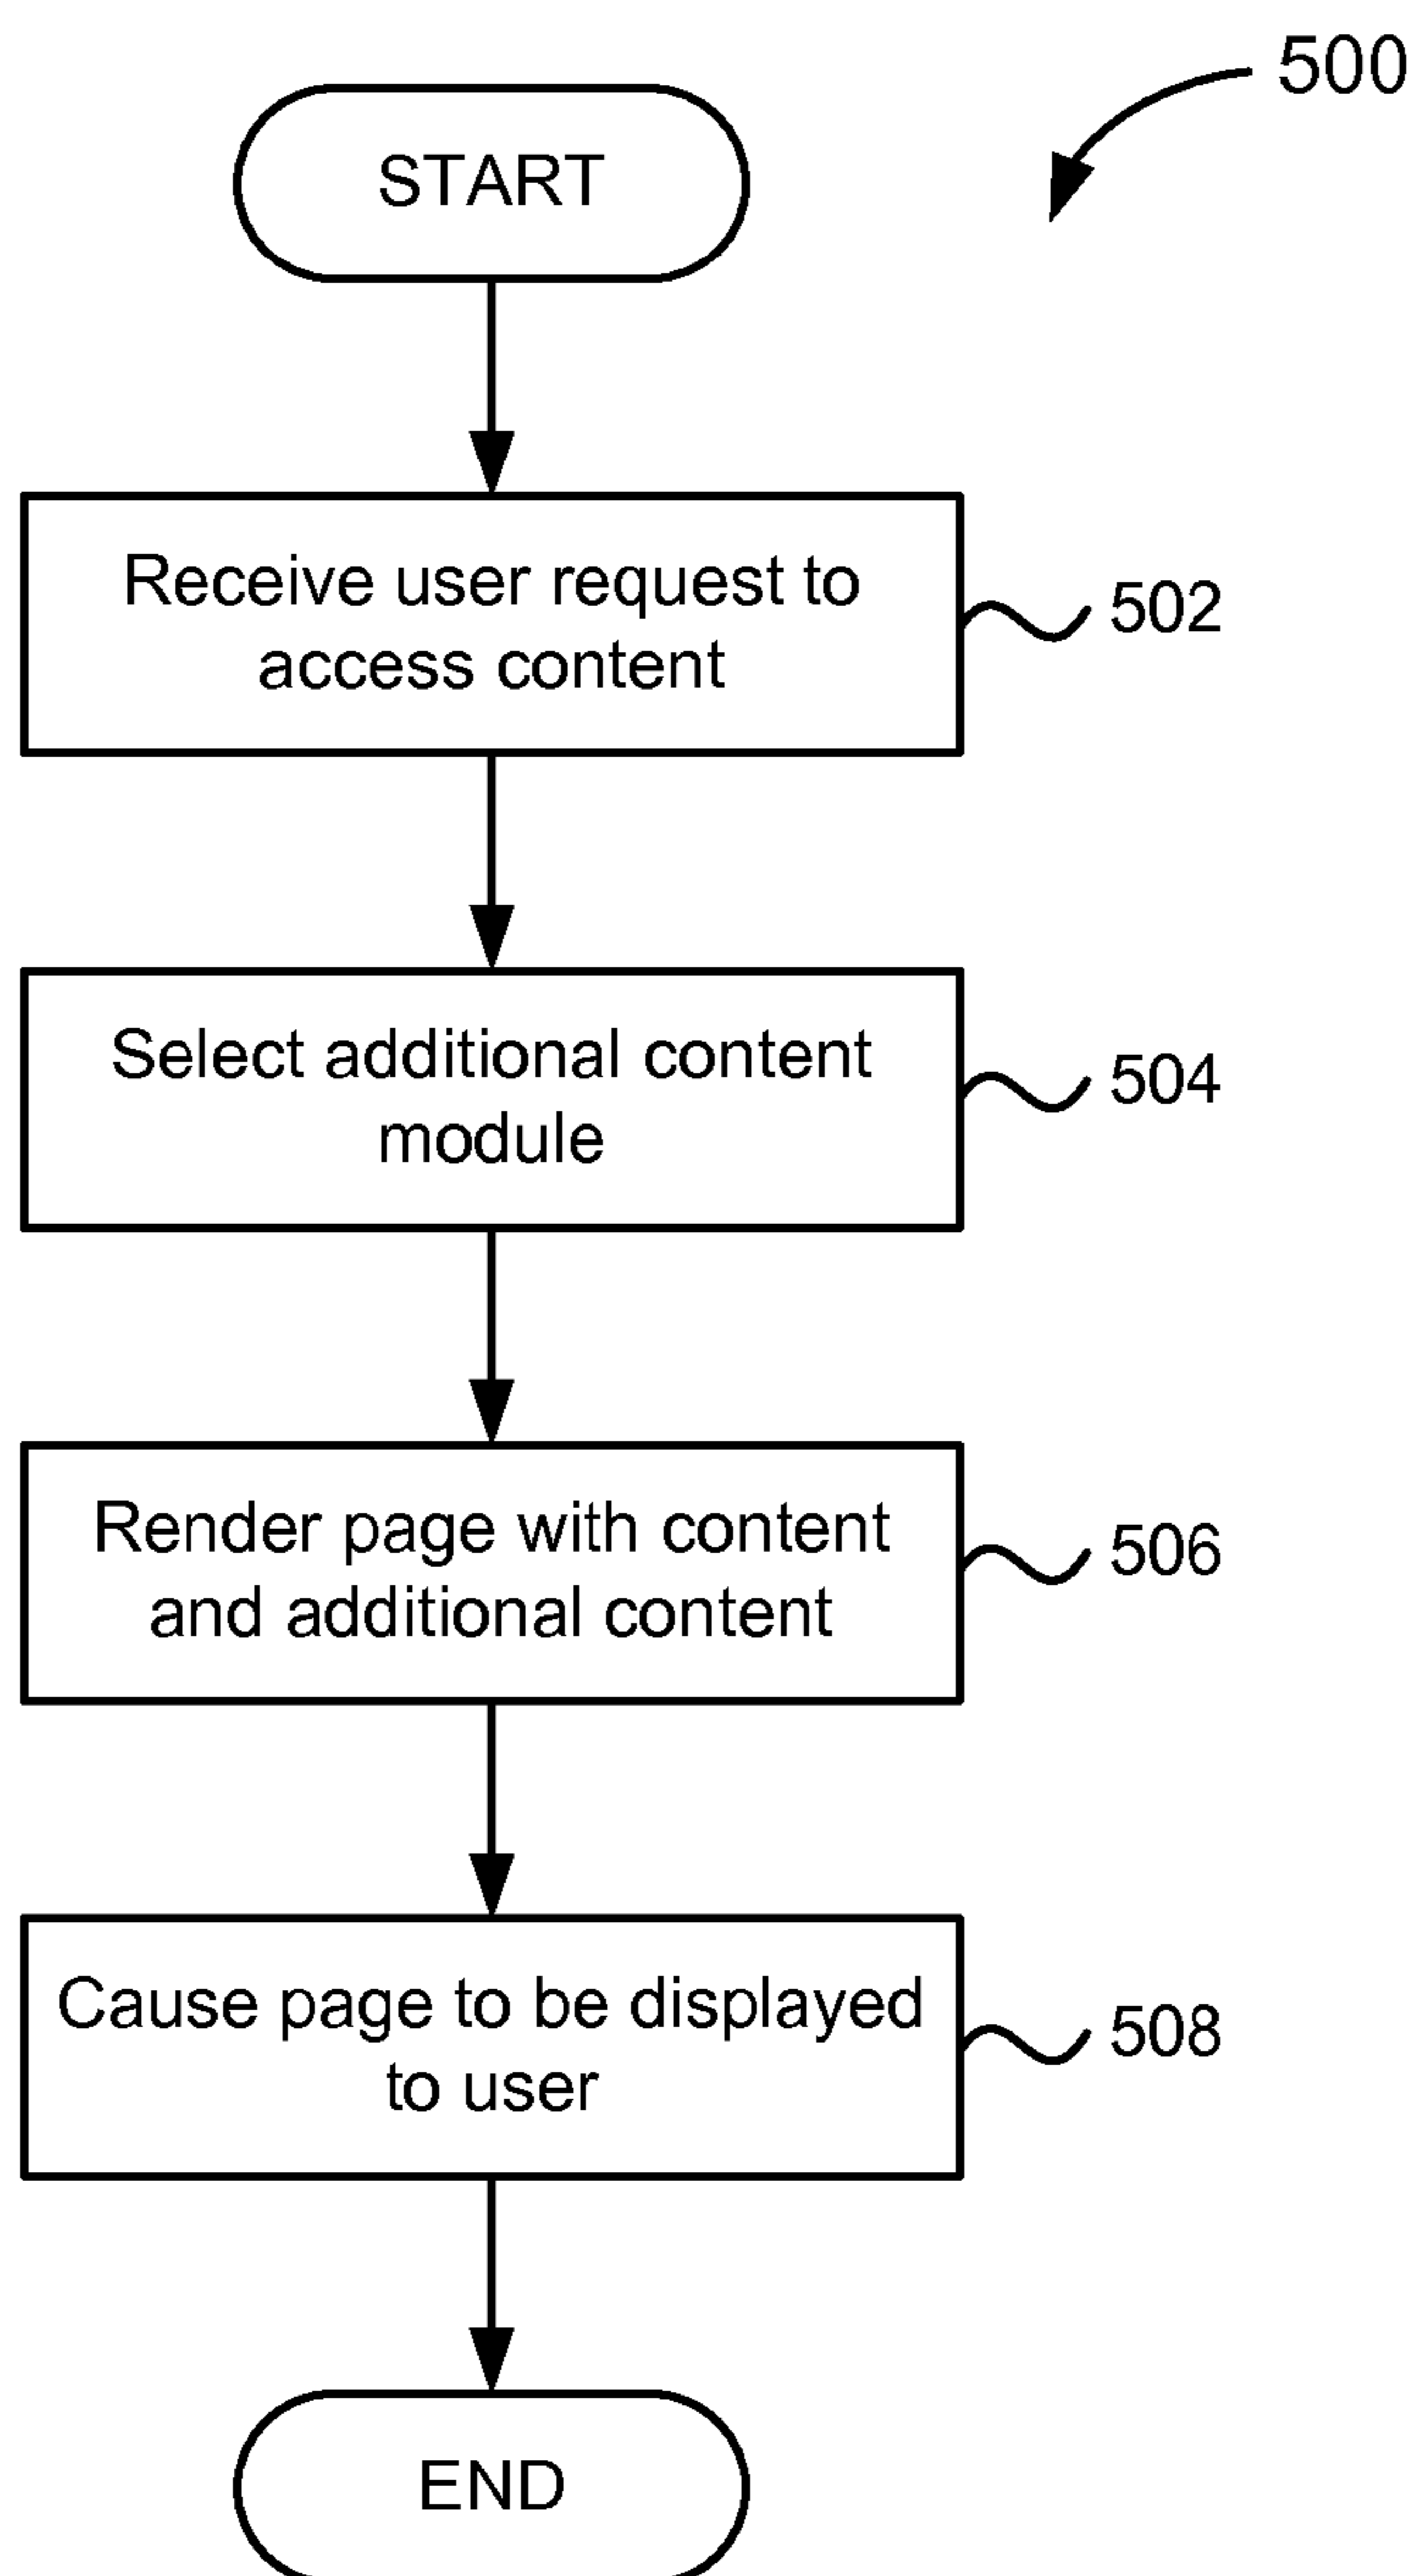 500
START
Receive user request to
access content
502
Select additional content
module
504
Render page with content
and additional content
506
Cause page to be displayed
to user
508
END